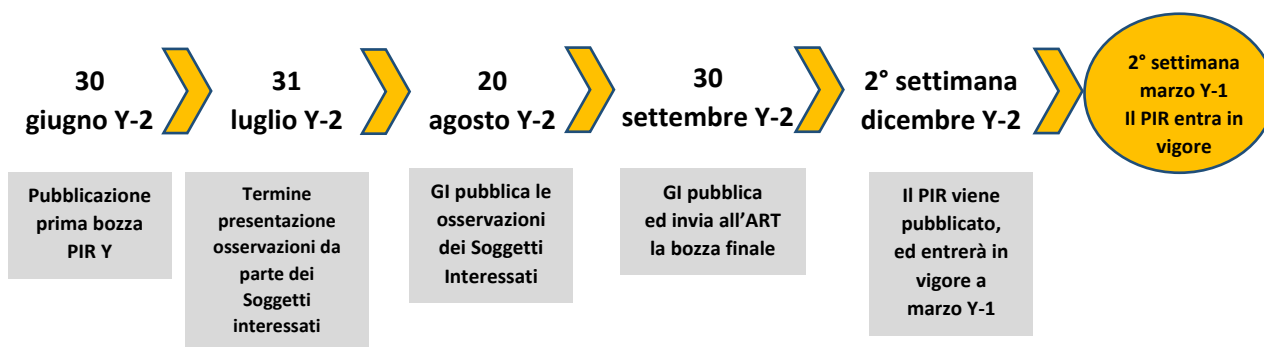 30
giugno Y-2
31
luglio Y-2
20
agosto Y-2
30
settembre Y-2
2° settimana
dicembre Y-2
2° settimana
marzo Y-1
Il PIR entra in
vigore
Pubblicazione
prima bozza
PIR Y
Termine
presentazione
osservazioni da
parte dei
Soggetti
interessati
GI pubblica le
osservazioni
dei Soggetti
Interessati
GI pubblica
ed invia all’ART
la bozza finale
Il PIR viene
pubblicato,
ed entrerà in
vigore a
marzo Y-1